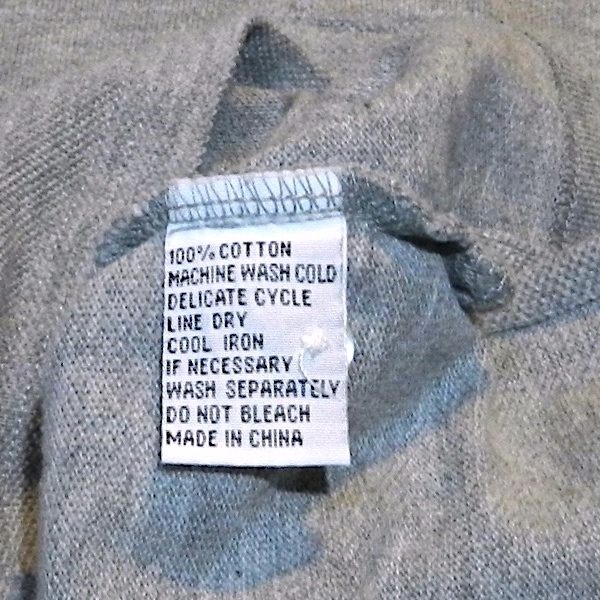 100% COTTON
MACHINE WASH COLD
DELICATE CYCLE
LINE DRY
COOL IRON
IF NECESSARY
WASH SEPARATELY
DO NOT BLEACH
MADE IN CHINA